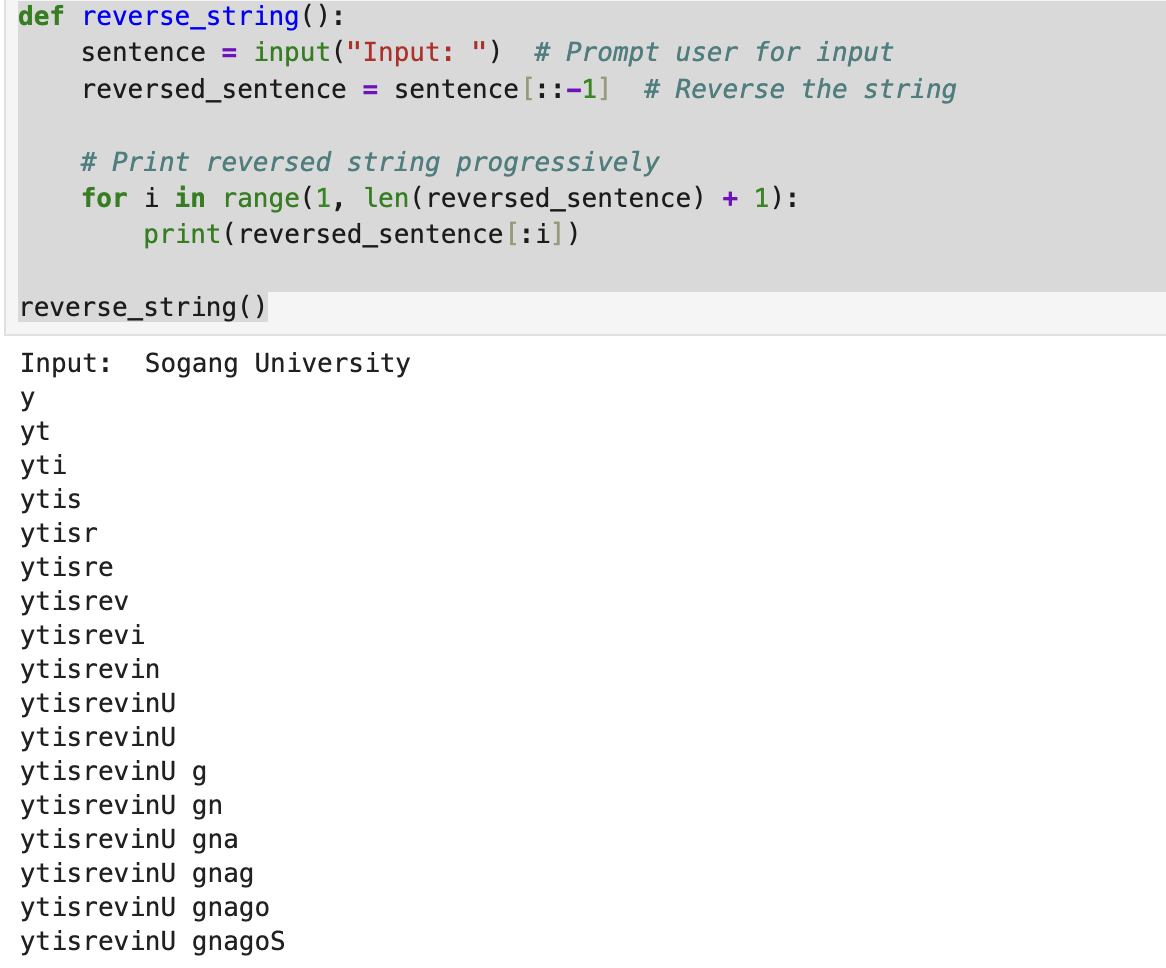 def reverse_string():
    sentence = input("Input: ")  # Prompt user for input
    reversed_sentence = sentence[::-1]  # Reverse the string

    # Print reversed string progressively
    for i in range(1, len(reversed_sentence) + 1):
        print(reversed_sentence[:i])

reverse_string()
Input:  Sogang University
y
yt
yti
ytis
ytisr
ytisre
ytisrev
ytisrevi
ytisrevin
ytisrevinU
ytisrevinU
ytisrevinU g
ytisrevinU gn
ytisrevinU gna
ytisrevinU gnag
ytisrevinU gnago
ytisrevinU gnagoS